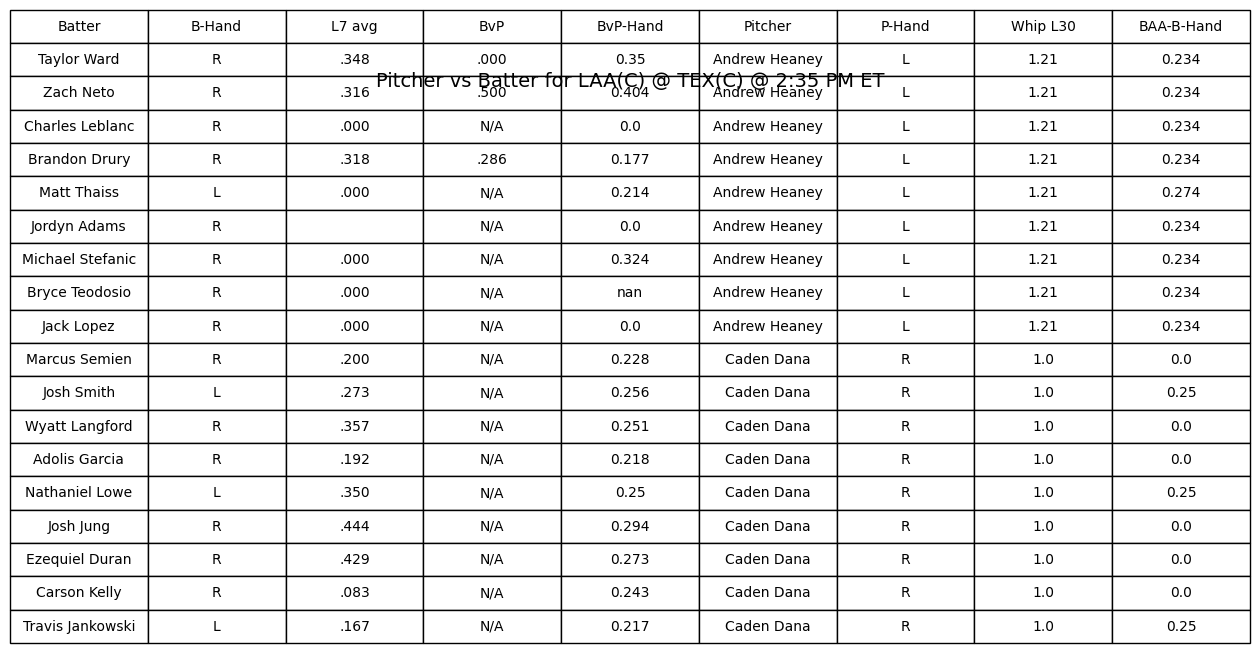 Batter B-Hand L7 avg BvP BvP-Hand Pitcher P-Hand Whip L30 BAA-B-Hand
Taylor Ward R .348 .000 0.35 Andrew Heaney L 1.21 0.234
Pitcher vs Batter for LAA(C) @ TEX(C) @ 2:35 PM ET
Zach Neto R .316 .500 0.404 Andrew Heaney L 1.21 0.234
Charles Leblanc R .000 N/A 0.0 Andrew Heaney L 1.21 0.234
Brandon Drury R .318 .286 0.177 Andrew Heaney L 1.21 0.234
Matt Thaiss L .000 N/A 0.214 Andrew Heaney L 1.21 0.274
Jordyn Adams R N/A 0.0 Andrew Heaney L 1.21 0.234
Michael Stefanic R .000 N/A 0.324 Andrew Heaney L 1.21 0.234
Bryce Teodosio R .000 N/A nan Andrew Heaney L 1.21 0.234
Jack Lopez R .000 N/A 0.0 Andrew Heaney L 1.21 0.234
Marcus Semien R .200 N/A 0.228 Caden Dana R 1.0 0.0
Josh Smith L .273 N/A 0.256 Caden Dana R 1.0 0.25
Wyatt Langford R .357 N/A 0.251 Caden Dana R 1.0 0.0
Adolis Garcia R .192 N/A 0.218 Caden Dana R 1.0 0.0
Nathaniel Lowe L .350 N/A 0.25 Caden Dana R 1.0 0.25
Josh Jung R .444 N/A 0.294 Caden Dana R 1.0 0.0
Ezequiel Duran R .429 N/A 0.273 Caden Dana R 1.0 0.0
Carson Kelly R .083 N/A 0.243 Caden Dana R 1.0 0.0
Travis Jankowski L .167 N/A 0.217 Caden Dana R 1.0 0.25